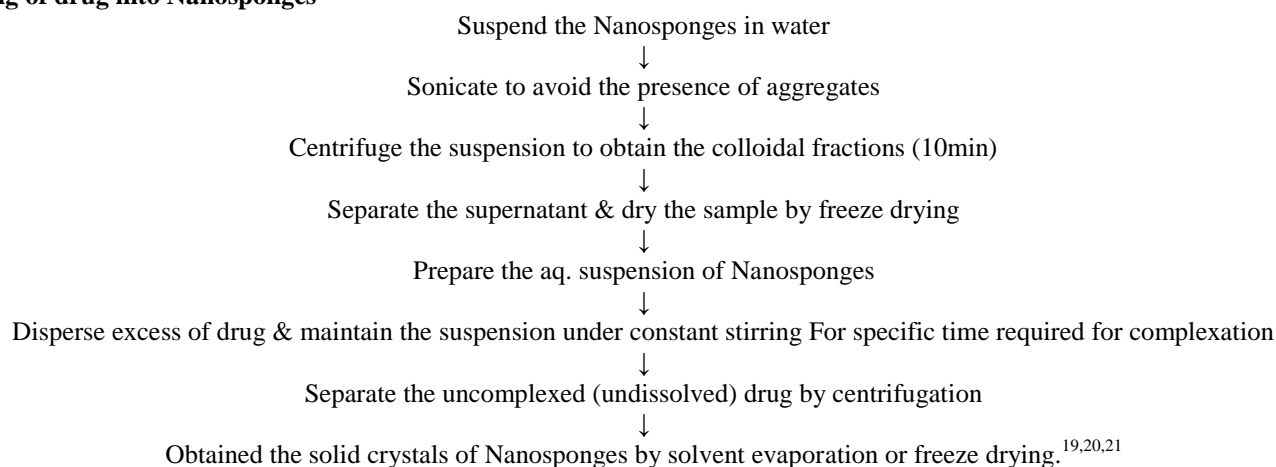 of drug into Nanosponges
Suspend the Nanosponges in water
↓
Sonicate to avoid the presence of aggregates
↓
Centrifuge the suspension to obtain the colloidal fractions (10min)
↓
Separate the supernatant & dry the sample by freeze drying
↓
Prepare the aq. suspension of Nanosponges
↓
Disperse excess of drug & maintain the suspension under constant stirring For specific time required for complexation
↓
Separate the uncomplexed (undissolved) drug by centrifugation
↓
Obtained the solid crystals of Nanosponges by solvent evaporation or freeze drying.19,20,21